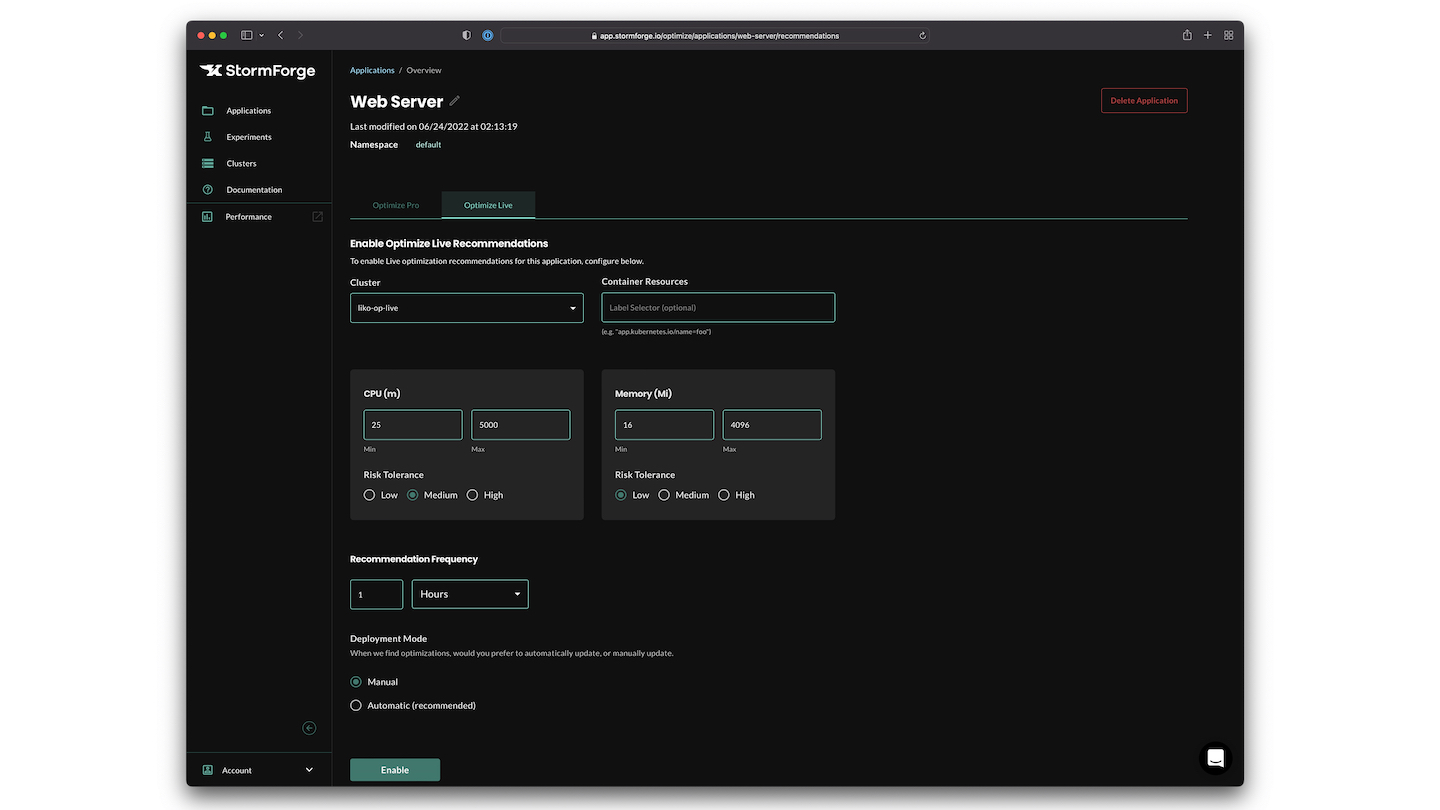 app.stormforge.io/optimize/applications/web-server/recommendations
StormForge
Applications
Experiments
Clusters
Documentation
Performance
Account
Applications / Overview
Web Server
Delete Application
Last modified on 06/24/2022 at 02:13:19
Namespace default
Optimize Pro Optimize Live
Enable Optimize Live Recommendations
To enable Live optimization recommendations for this application, configure below.
Cluster
liko-op-live
Container Resources
Label Selector (optional)
(e.g. "app.kubernetes.io/name=foo")
CPU (m)
25 5000
Min Max
Risk Tolerance
Low Medium High
Memory (Mi)
16 4096
Min Max
Risk Tolerance
Low Medium High
Recommendation Frequency
1 Hours
Deployment Mode
When we find optimizations, would you prefer to automatically update, or manually update.
Manual
Automatic (recommended)
Enable